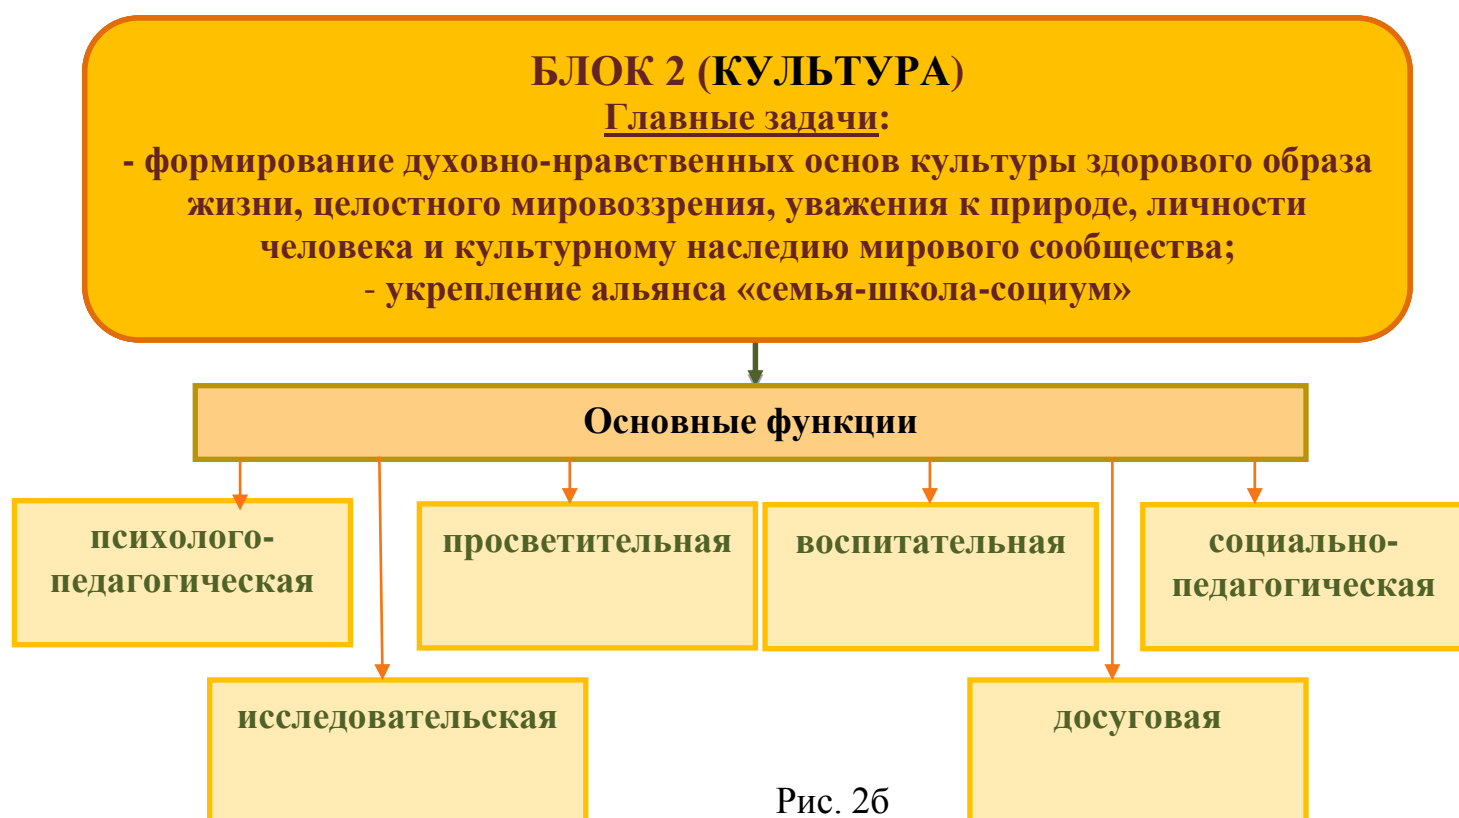 БЛОК 2 (КУЛЬТУРА)
Главные задачи:
- формирование духовно-нравственных основ культуры здорового образа
жизни, целостного мировоззрения, уважения к природе, личности
человека и культурному наследию мирового сообщества;
- укрепление альянса «семья-школа-социум»
Основные функции
психолого-
педагогическая
просветительная
воспитательная
социально-
педагогическая
исследовательская
досуговая
Рис. 2б